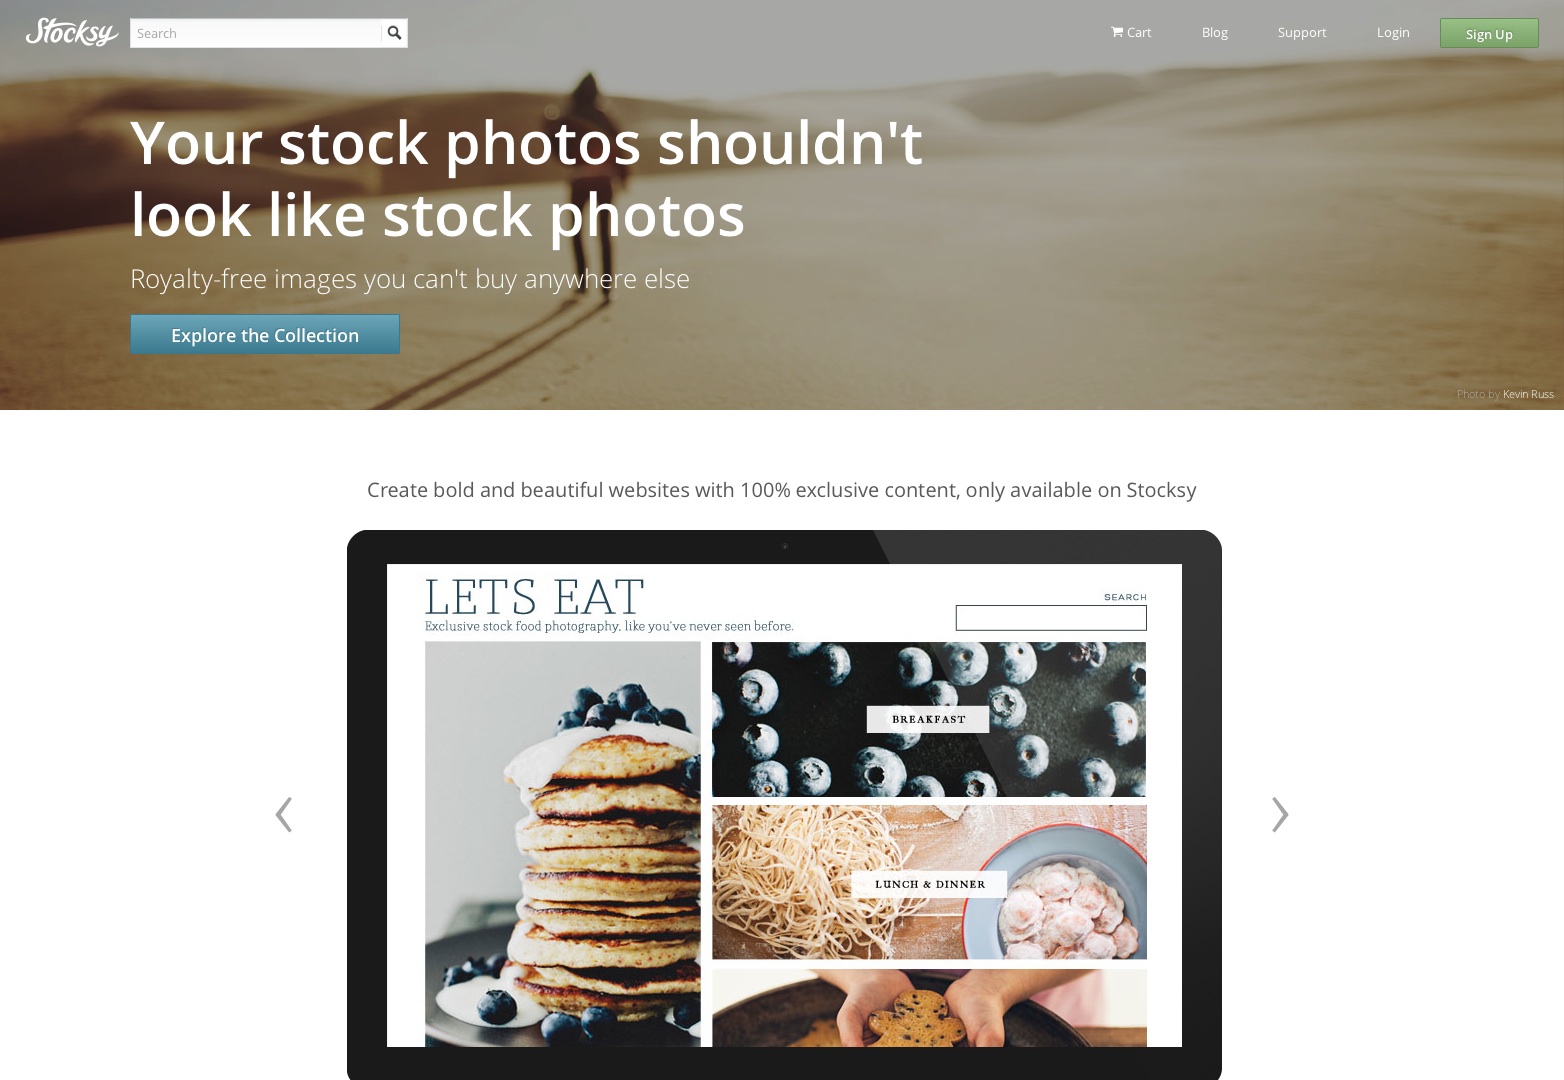 Stocksy
Search
Cart
Blog
Support
Login
Sign Up
Your stock photos shouldn't
look like stock photos
Royalty-free images you can't buy anywhere else
Explore the Collection
Photo by Kevin Russ
Create bold and beautiful websites with 100% exclusive content, only available on Stocksy
LETS EAT
Exclusive stock food photography, like you've never seen before.
SEARCH
BREAKFAST
LUNCH & DINNER